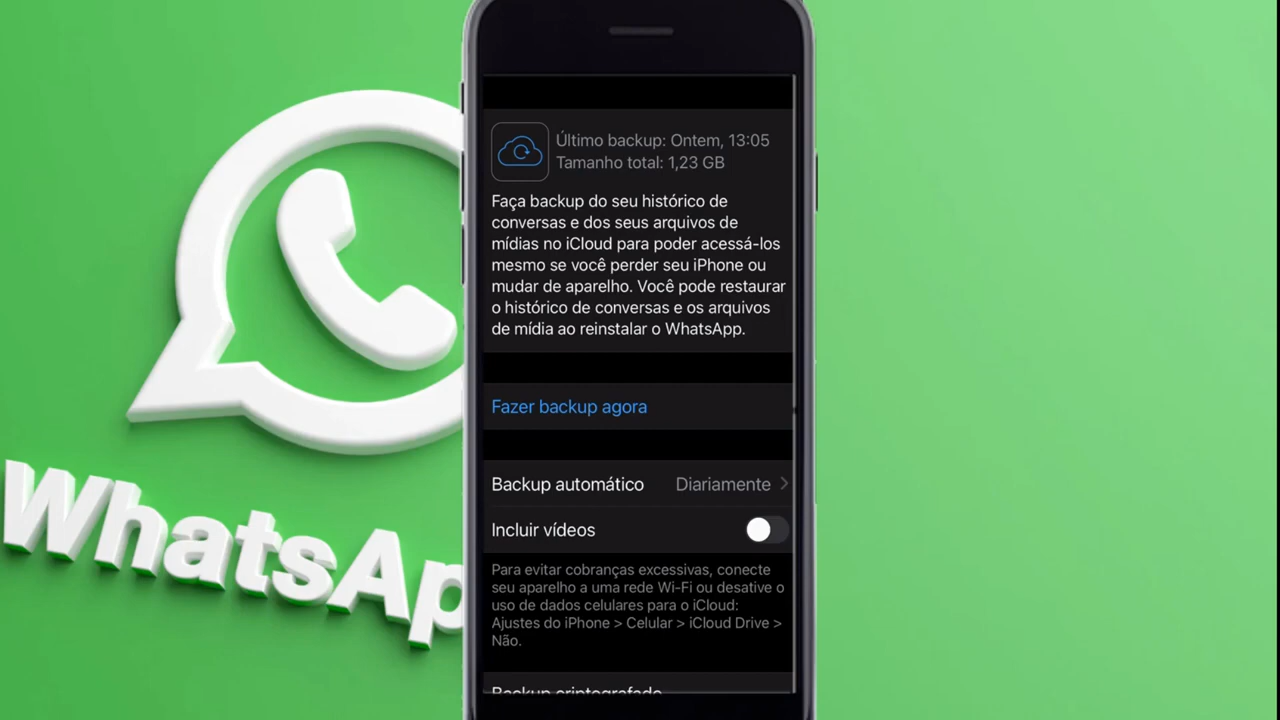 WhatsAp
Último backup: Ontem, 13:05
Tamanho total: 1,23 GB
Faça backup do seu histórico de
conversas e dos seus arquivos de
mídias no iCloud para poder acessá-los
mesmo se você perder seu iPhone ou
mudar de aparelho. Você pode restaurar
o histórico de conversas e os arquivos
de mídia ao reinstalar o WhatsApp.
Fazer backup agora
Backup automático Diariamente
Incluir vídeos
Para evitar cobranças excessivas, conecte
seu aparelho a uma rede Wi-Fi ou desative o
uso de dados celulares para o iCloud:
Ajustes do iPhone > Celular > iCloud Drive >
Não.
Backup criptografado